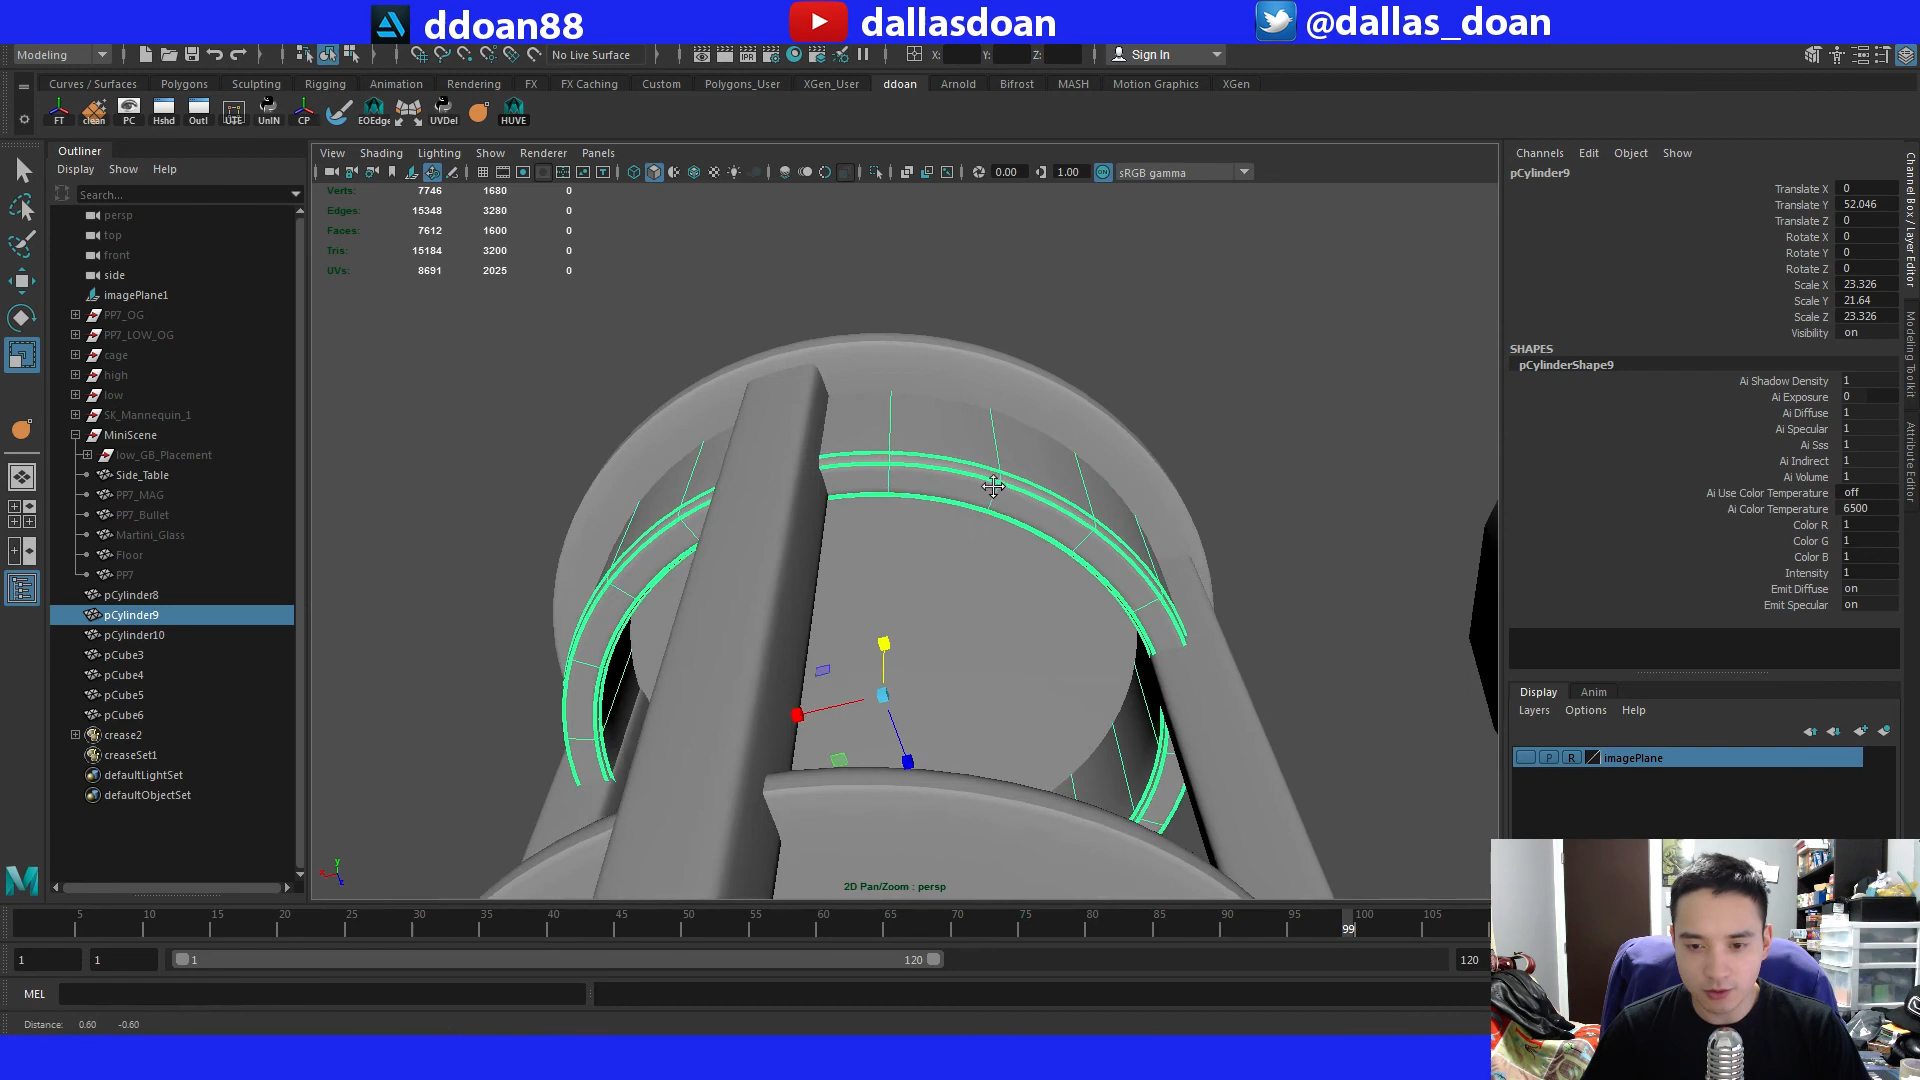 ddoan88
dallasdoan
@dallas_doan
Modeling
No Live Surface
X:
Y:
Z:
Sign In
Curves / Surfaces
Polygons
Sculpting
Rigging
Animation
Rendering
FX
FX Caching
Custom
Polygons_User
XGen_User
ddoan
Arnold
Bifrost
MASH
Motion Graphics
XGen
FT
clean
PC
Hshd
Outl
UTE
UnIN
CP
EOEdge
UVDel
HUVE
Outliner
Display
Show
Help
Search...
persp
top
front
side
imagePlane1
PP7_OG
PP7_LOW_OG
cage
high
low
SK_Mannequin_1
MiniScene
low_GB_Placement
Side_Table
PP7_MAG
PP7_Bullet
Martini_Glass
Floor
PP7
pCylinder8
pCylinder9
pCylinder10
pCube3
pCube4
pCube5
pCube6
crease2
creaseSet1
defaultLightSet
defaultObjectSet
View
Shading
Lighting
Show
Renderer
Panels
0.00
1.00
ON
sRGB gamma
Verts: 7746 1680 0
Edges: 15348 3280 0
Faces: 7612 1600 0
Tris: 15184 3200 0
UVs: 8691 2025 0
2D Pan/Zoom : persp
Channels
Edit
Object
Show
pCylinder9
Translate X 0
Translate Y 52.046
Translate Z 0
Rotate X 0
Rotate Y 0
Rotate Z 0
Scale X 23.326
Scale Y 21.64
Scale Z 23.326
Visibility on
SHAPES
pCylinderShape9
Ai Shadow Density 1
Ai Exposure 0
Ai Diffuse 1
Ai Specular 1
Ai Sss 1
Ai Indirect 1
Ai Volume 1
Ai Use Color Temperature off
Ai Color Temperature 6500
Color R 1
Color G 1
Color B 1
Intensity 1
Emit Diffuse on
Emit Specular on
Display
Anim
Layers
Options
Help
P
R
imagePlane
Channel Box / Layer Editor
Modeling Toolkit
Attribute Editor
5 10 15 20 25 30 35 40 45 50 55 60 65 70 75 80 85 90 95 100 105
99
1
1
1
120
120
MEL
Distance: 0.60 -0.60